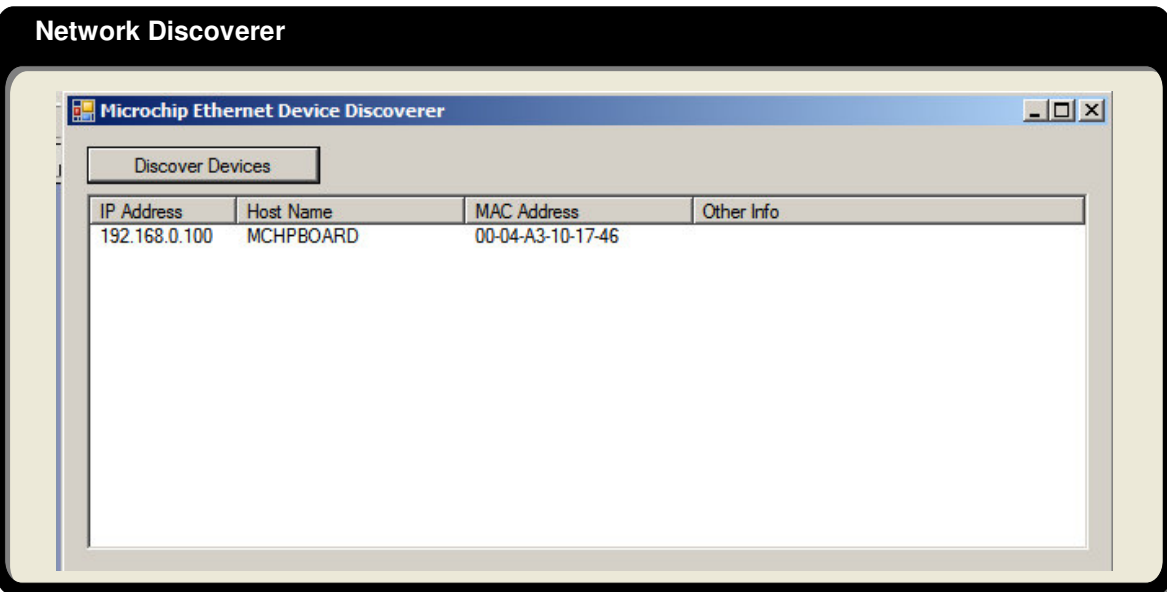 Network Discoverer
Microchip Ethernet Device Discoverer
Discover Devices
IP Address Host Name MAC Address Other Info
192.168.0.100 MCHPBOARD 00-04-A3-10-17-46